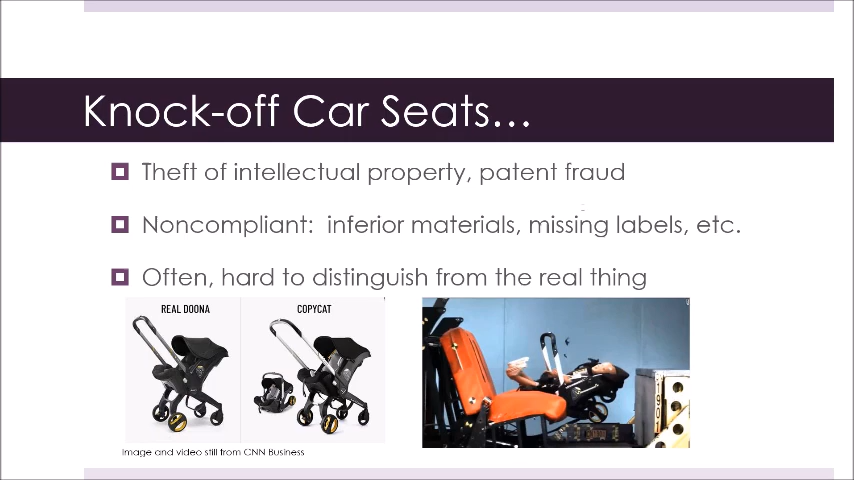 Knock-off Car Seats...
Theft of intellectual property, patent fraud
Noncompliant:  inferior materials, missing labels, etc.
Often, hard to distinguish from the real thing
REAL DOONA
COPYCAT
Image and video still from CNN Business